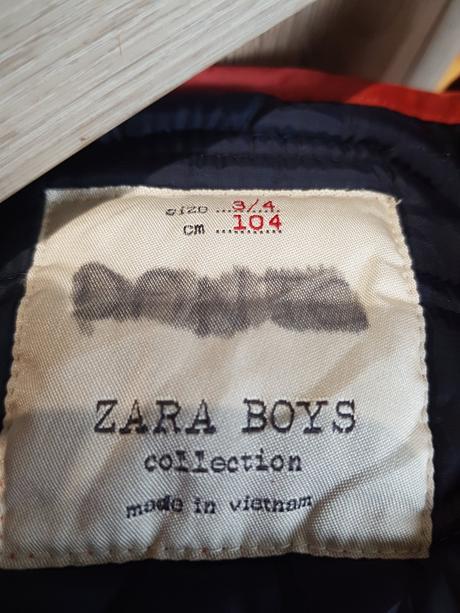 size ... 3/4
cm ... 104
ZARA BOYS
collection
made in vietnam